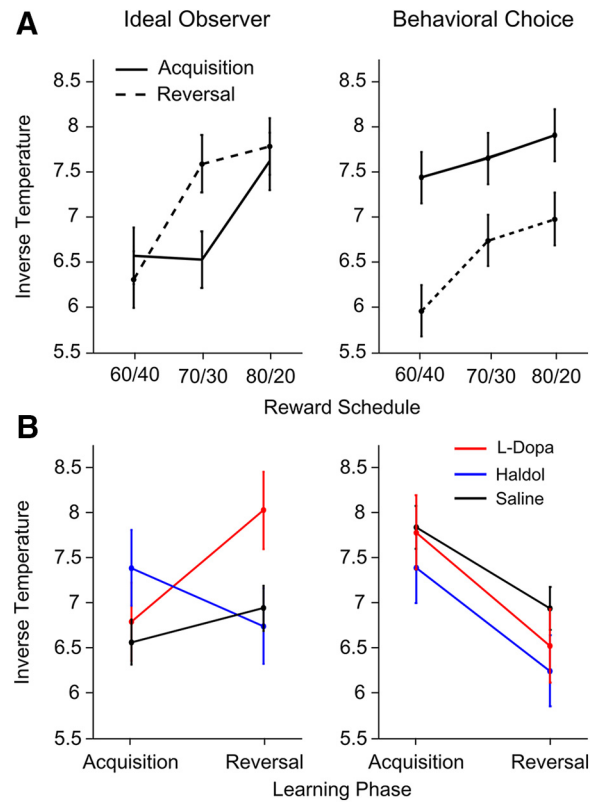 A
Ideal Observer
Behavioral Choice
Acquisition
Reversal
Inverse Temperature
8.5
8
7.5
7
6.5
6
5.5
60/40 70/30 80/20
8.5
8
7.5
7
6.5
6
5.5
60/40 70/30 80/20
Reward Schedule
B
L-Dopa
Haldol
Saline
Inverse Temperature
8.5
8
7.5
7
6.5
6
5.5
Acquisition Reversal
8.5
8
7.5
7
6.5
6
5.5
Acquisition Reversal
Learning Phase